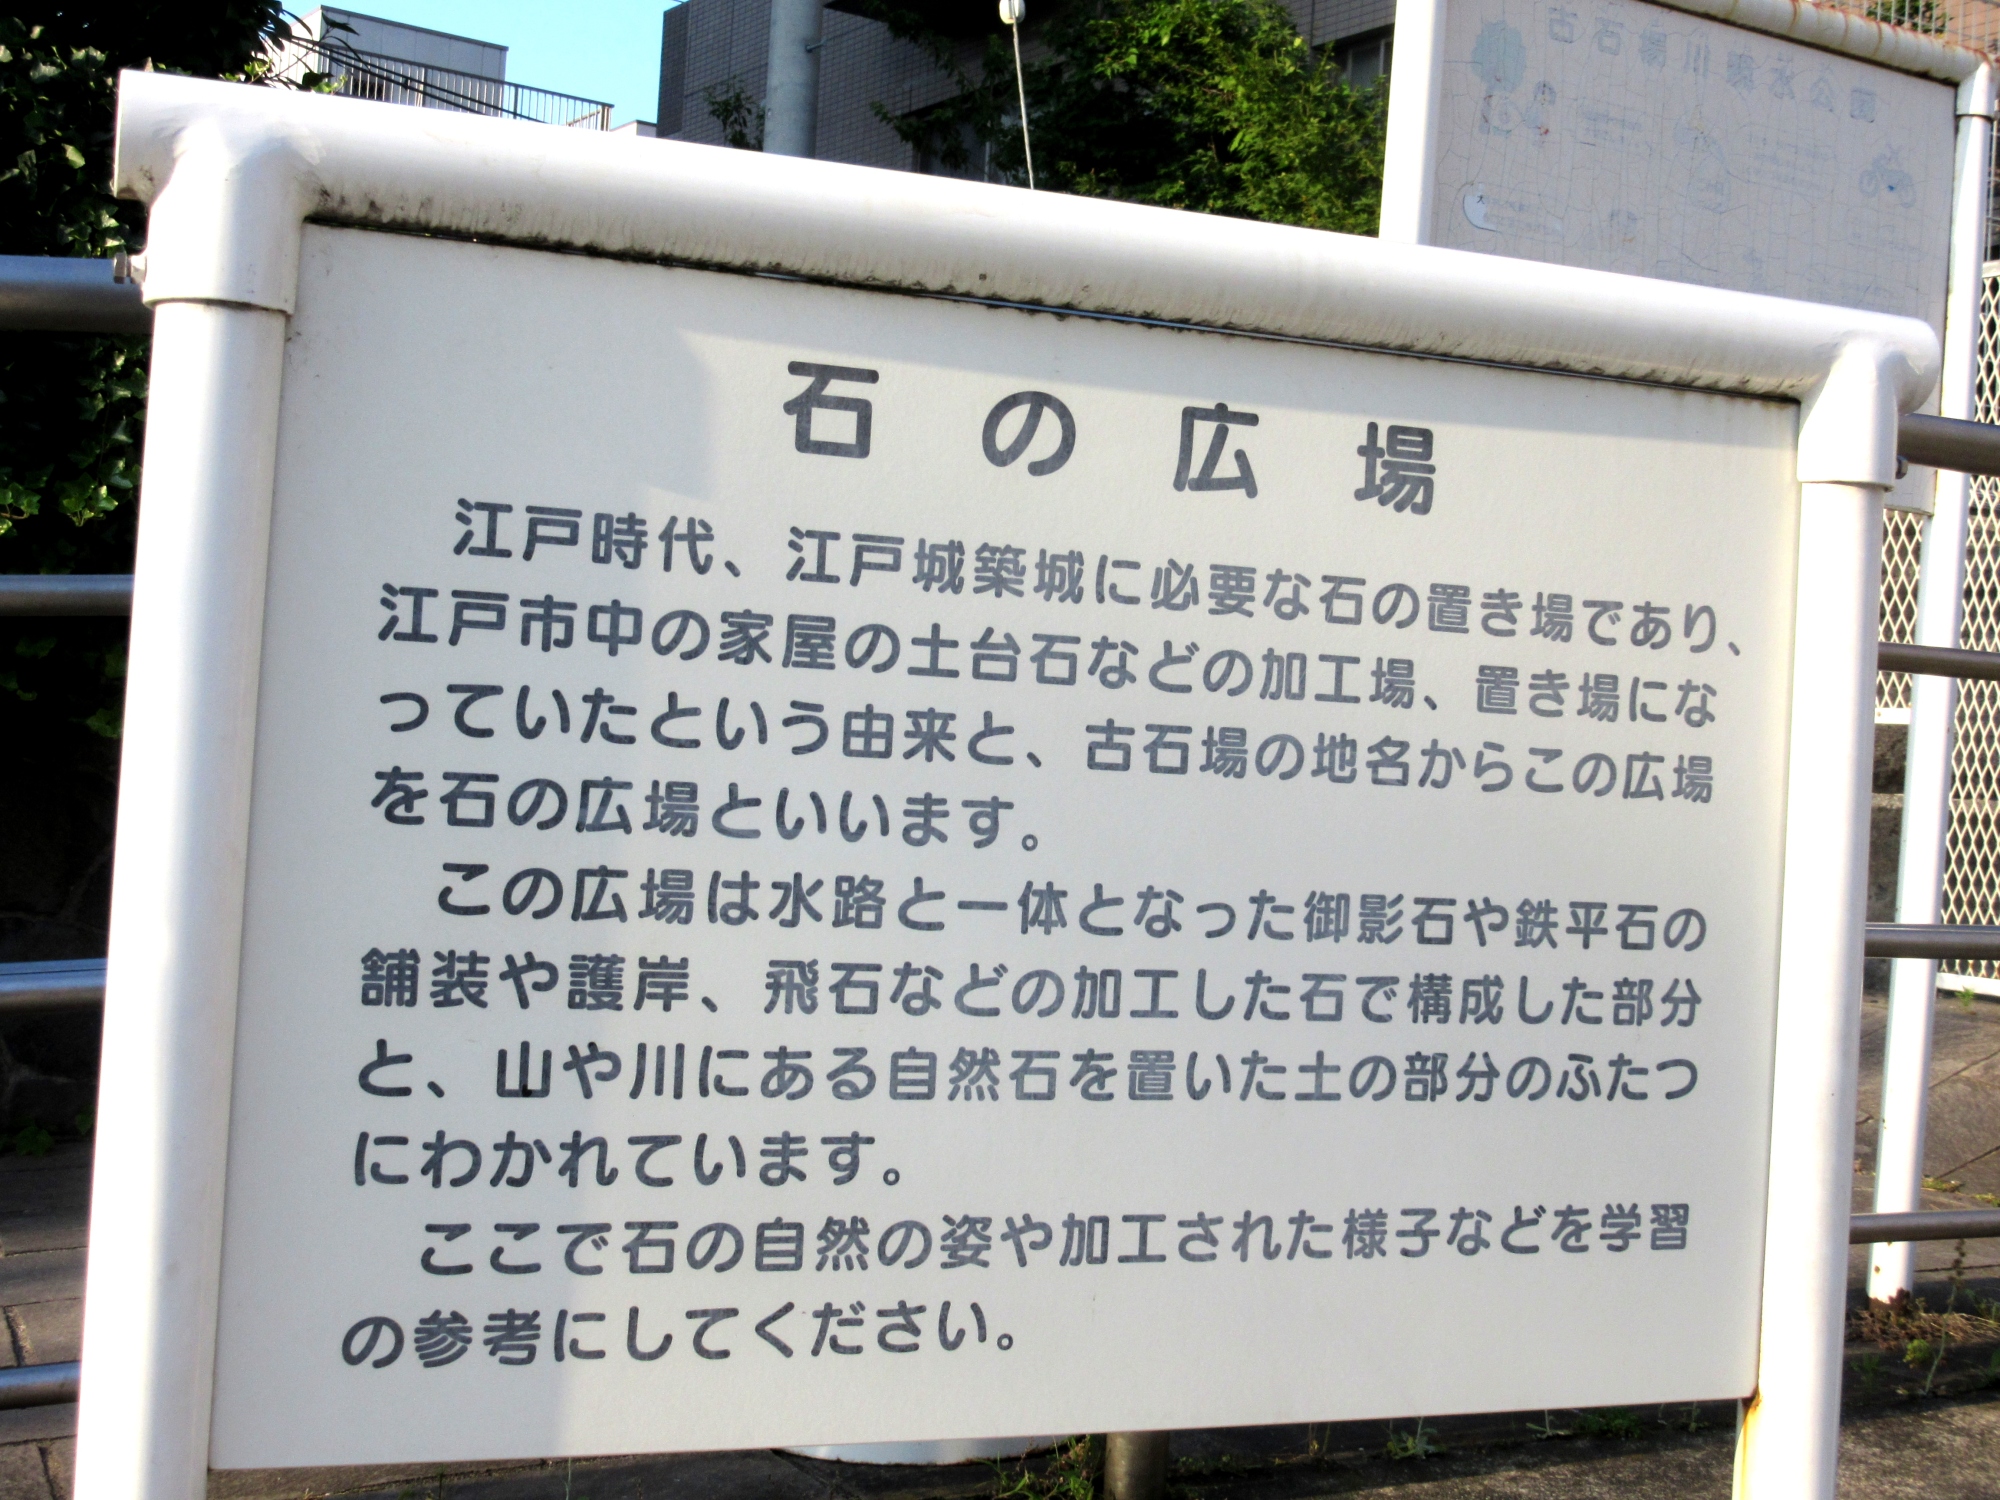 石の広場
江戸時代、江戸城築城に必要な石の置き場であり、
江戸市中の家屋の土台石などの加工場、置き場にな
っていたという由来と、古石場の地名からこの広場
を石の広場といいます。
この広場は水路と一体となった御影石や鉄平石の
舗装や護岸、飛石などの加工した石で構成した部分
と、山や川にある自然石を置いた土の部分のふたつ
にわかれています。
ここで石の自然の姿や加工された様子などを学習
の参考にしてください。